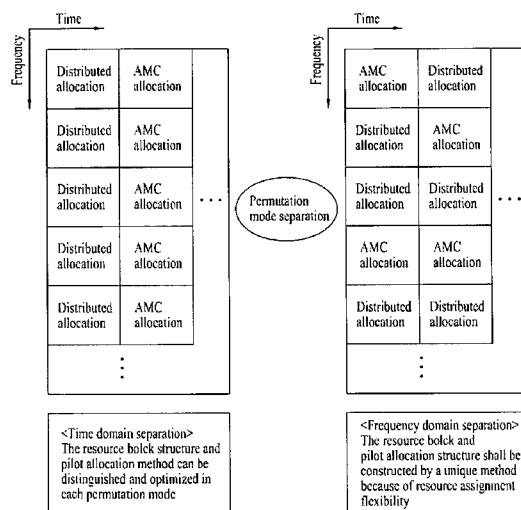 Time
Frequency
Distributed allocation AMC allocation
Distributed allocation AMC allocation
Distributed allocation AMC allocation
Distributed allocation AMC allocation
Distributed allocation AMC allocation
...
⋮
Permutation
mode separation
Time
Frequency
AMC allocation Distributed allocation
Distributed allocation AMC allocation
Distributed allocation Distributed allocation
AMC allocation AMC allocation
Distributed allocation Distributed allocation
...
⋮
<Time domain separation>
The resource bolck structure and
pilot allocation method can be
distinguished and optimized in
each permutation mode
<Frequency domain separation>
The resource bolck and
pilot allocation structure shall be
constructed by a unique method
because of resource assignment
flexibility